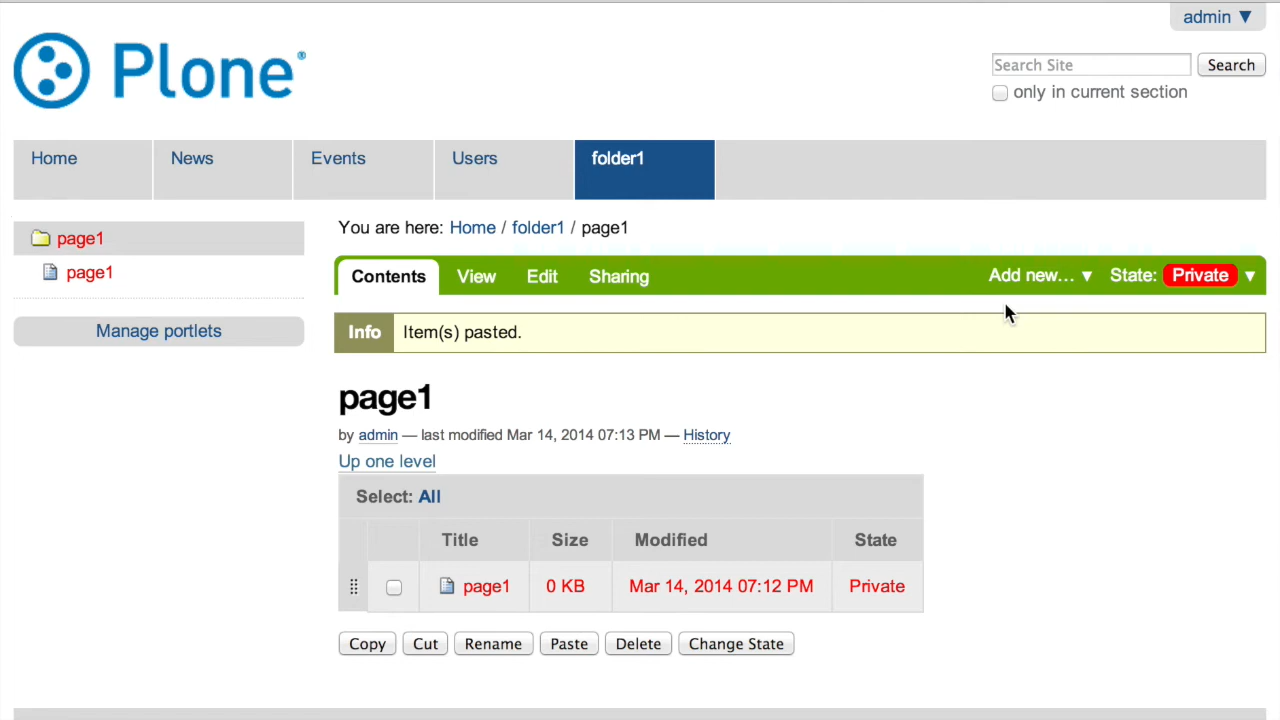 admin ▼
Plone®
Search Site Search
only in current section
Home News Events Users folder1
page1
page1
Manage portlets
You are here: Home / folder1 / page1
Contents View Edit Sharing Add new... ▼ State: Private ▼
Info Item(s) pasted.
page1
by admin — last modified Mar 14, 2014 07:13 PM — History
Up one level
Select: All
Title Size Modified State
page1 0 KB Mar 14, 2014 07:12 PM Private
Copy Cut Rename Paste Delete Change State